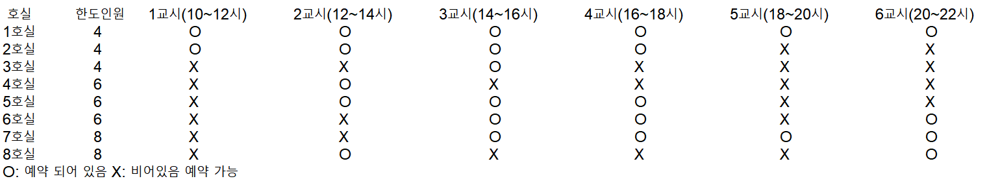 호실 한도인원 1교시(10~12시) 2교시(12~14시) 3교시(14~16시) 4교시(16~18시) 5교시(18~20시) 6교시(20~22시)
1호실 4 O O O O O O
2호실 4 O O O O X X
3호실 4 X X O X X X
4호실 6 X O X X X X
5호실 6 X O O O X X
6호실 6 X X O O X O
7호실 8 X X O O O O
8호실 8 X O X X X O
O: 예약 되어 있음 X: 비어있음 예약 가능